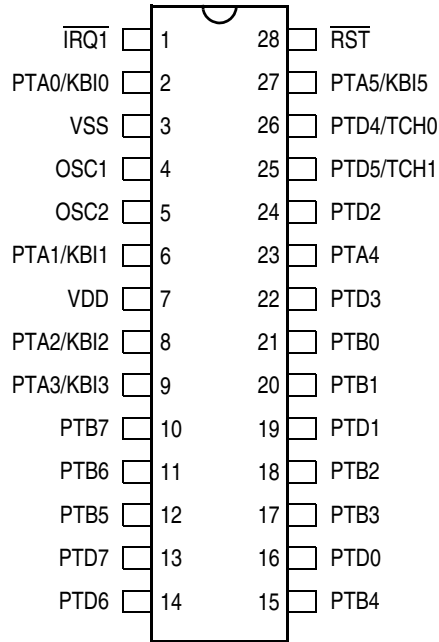 I̅R̅Q̅1̅ 1 28 R̅S̅T̅
PTA0/KBI0 2 27 PTA5/KBI5
VSS 3 26 PTD4/TCH0
OSC1 4 25 PTD5/TCH1
OSC2 5 24 PTD2
PTA1/KBI1 6 23 PTA4
VDD 7 22 PTD3
PTA2/KBI2 8 21 PTB0
PTA3/KBI3 9 20 PTB1
PTB7 10 19 PTD1
PTB6 11 18 PTB2
PTB5 12 17 PTB3
PTD7 13 16 PTD0
PTD6 14 15 PTB4